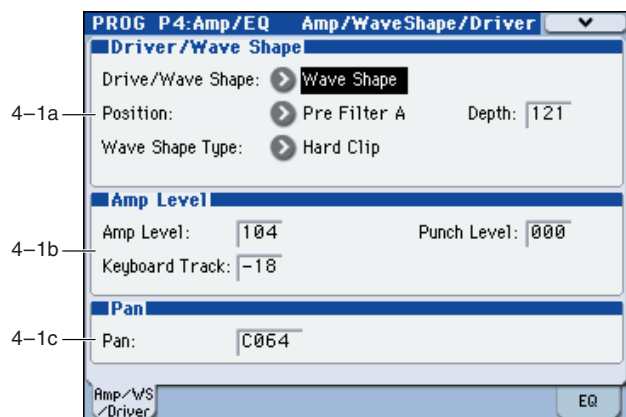 PROG P4:Amp/EQ Amp/WaveShape/Driver
Driver/Wave Shape
Drive/Wave Shape: Wave Shape
4–1a Position: Pre Filter A Depth: 121
Wave Shape Type: Hard Clip
Amp Level
Amp Level: 104 Punch Level: 000
4–1b
Keyboard Track: -18
Pan
4–1c Pan: C064
Amp/WS
/Driver
EQ